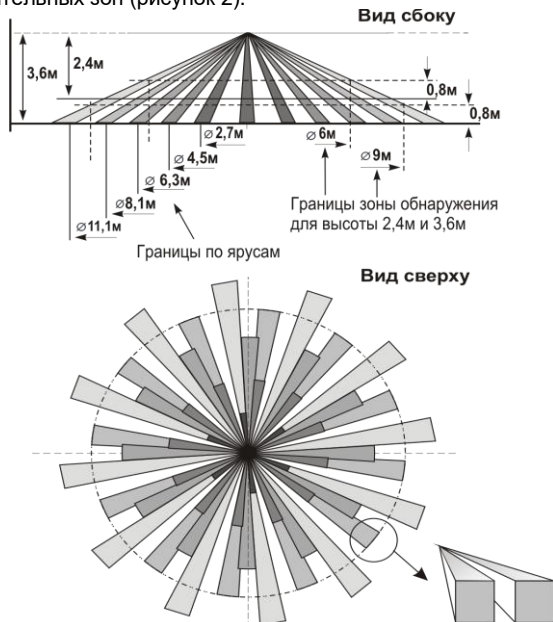 ительных зон (рисунок 2).
Вид сбоку
3,6м
2,4м
0,8м
0,8м
⌀ 2,7м
⌀ 6м
⌀ 4,5м
⌀ 9м
⌀ 6,3м
⌀8,1м
⌀11,1м
Границы зоны обнаружения
для высоты 2,4м и 3,6м
Границы по ярусам
Вид сверху